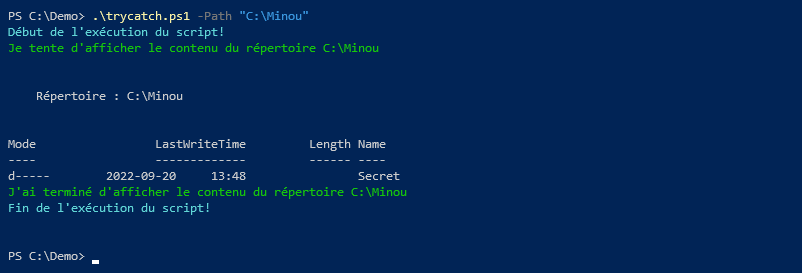 PS C:\Demo> .\trycatch.ps1 -Path "C:\Minou"
Début de l'exécution du script!
Je tente d'afficher le contenu du répertoire C:\Minou
Répertoire : C:\Minou
Mode LastWriteTime Length Name
---- ------------- ------ ----
d----- 2022-09-20 13:48 Secret
J'ai terminé d'afficher le contenu du répertoire C:\Minou
Fin de l'exécution du script!
PS C:\Demo>